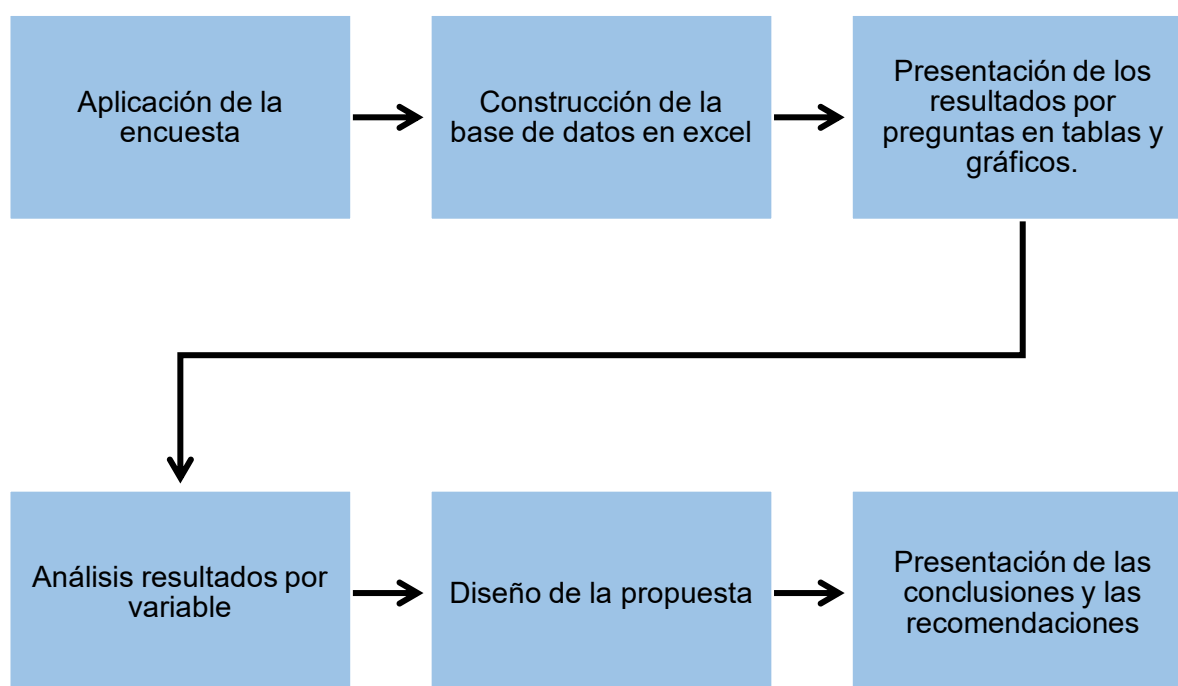 Aplicación de la
encuesta
Construcción de la
base de datos en excel
Presentación de los
resultados por
preguntas en tablas y
gráficos.
Análisis resultados por
variable
Diseño de la propuesta
Presentación de las
conclusiones y las
recomendaciones